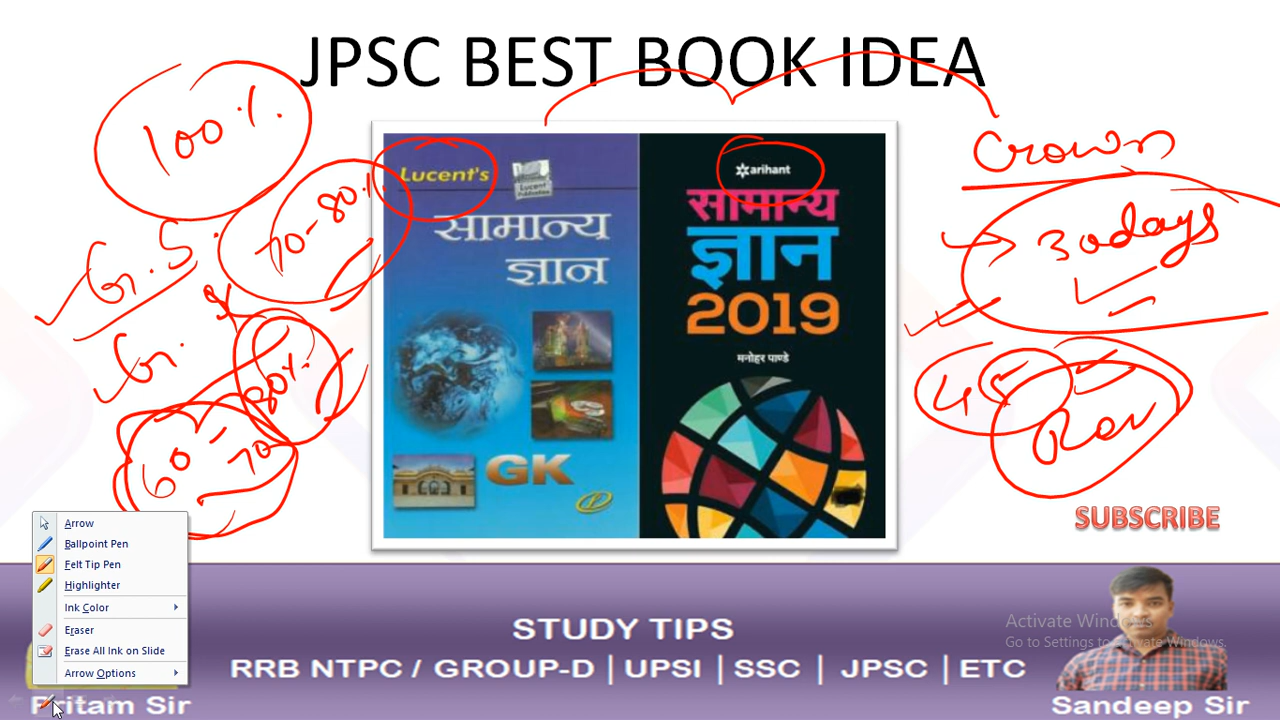 JPSC BEST BOOK IDEA
100%
70-80%
G.S.
80%
60-70
Lucent's
सामान्य
ज्ञान
GK
arihant
सामान्य
ज्ञान
2019
मनोहर पाण्डे
Crown
30days
45
Rev
SUBSCRIBE
Arrow
Ballpoint Pen
Felt Tip Pen
Highlighter
Ink Color
Eraser
Erase All Ink on Slide
Arrow Options
STUDY TIPS
RRB NTPC / GROUP-D | UPSI | SSC | JPSC | ETC
Activate Windows
Go to Settings to activate Windows.
Pritam Sir
Sandeep Sir